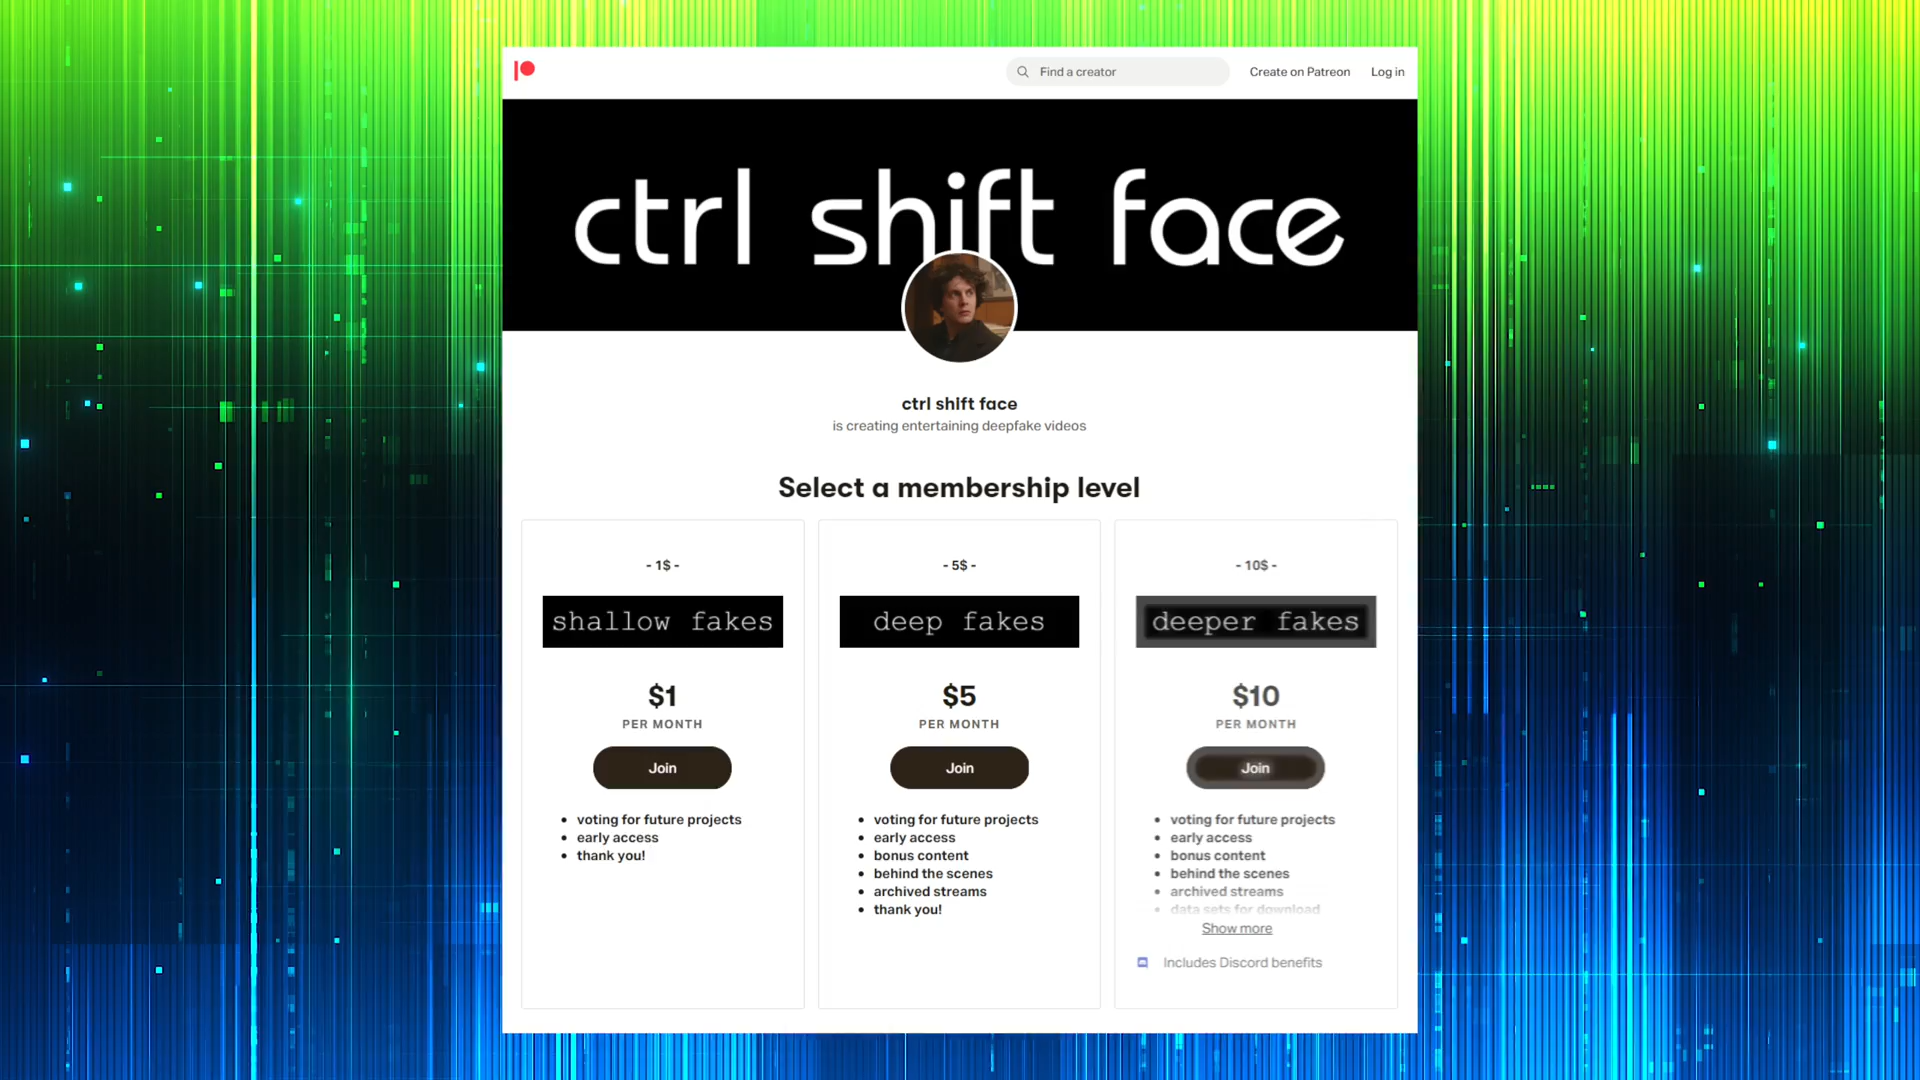 Find a creator
Create on Patreon
Log in
ctrl shift face
ctrl shift face
is creating entertaining deepfake videos
Select a membership level
- 1$ -
shallow fakes
$1
PER MONTH
Join
• voting for future projects
• early access
• thank you!
- 5$ -
deep fakes
$5
PER MONTH
Join
• voting for future projects
• early access
• bonus content
• behind the scenes
• archived streams
• thank you!
- 10$ -
deeper fakes
$10
PER MONTH
Join
• voting for future projects
• early access
• bonus content
• behind the scenes
• archived streams
• data sets for download
Show more
Includes Discord benefits